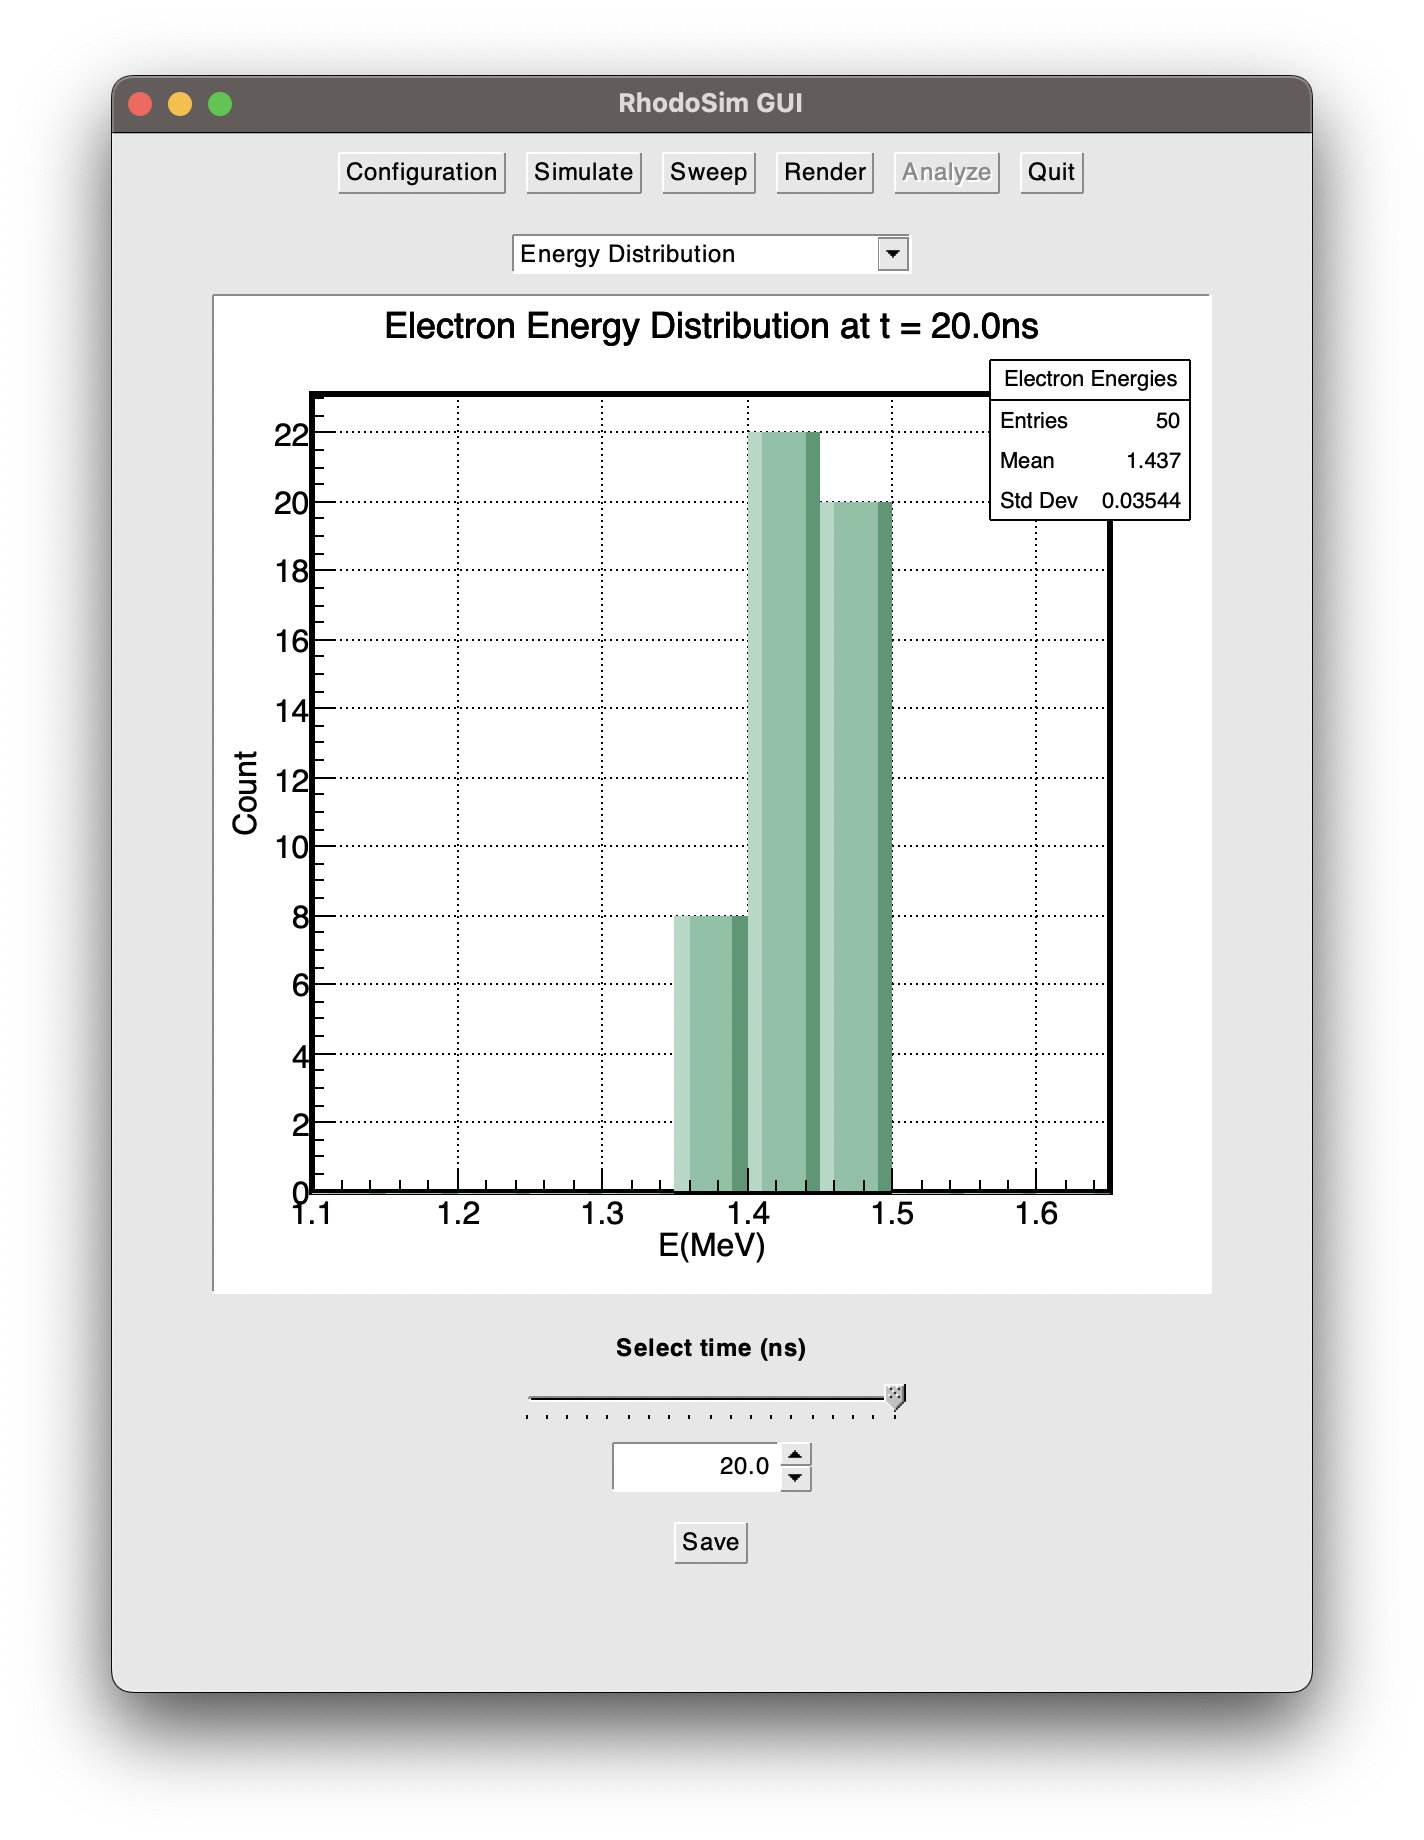 RhodoSim GUI
Configuration Simulate Sweep Render Analyze Quit
Energy Distribution
Electron Energy Distribution at t = 20.0ns
Electron Energies
Entries 50
Mean 1.437
Std Dev 0.03544
22
20
18
16
14
12
10
8
6
4
2
0
Count
1.1 1.2 1.3 1.4 1.5 1.6
E(MeV)
Select time (ns)
20.0
Save